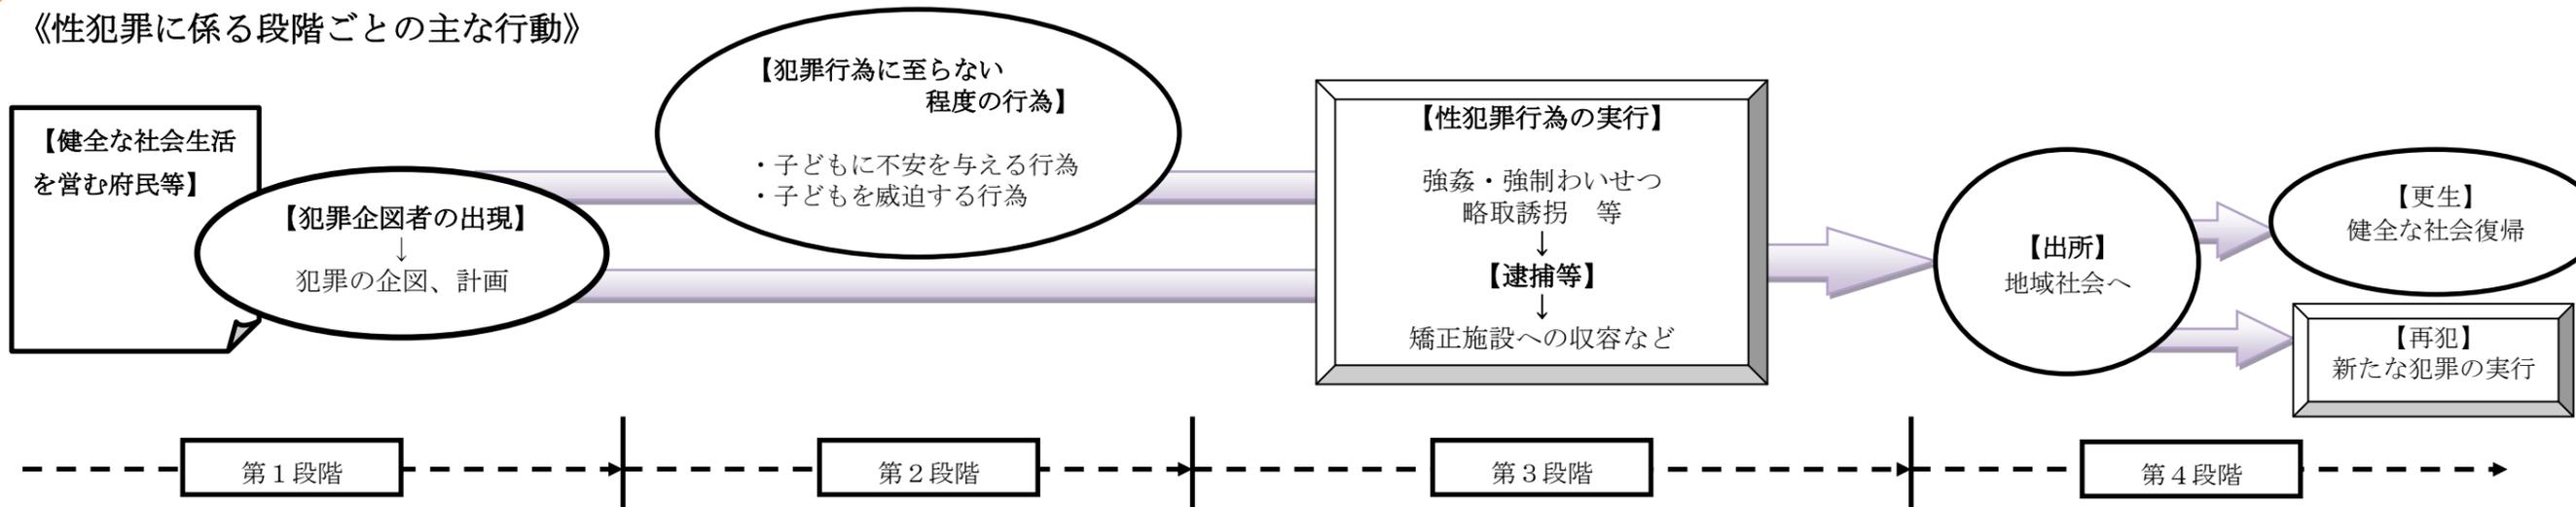 《性犯罪に係る段階ごとの主な行動》
【健全な社会生活
を営む府民等】
【犯罪企図者の出現】
↓
犯罪の企図、計画
【犯罪行為に至らない
程度の行為】
・子どもに不安を与える行為
・子どもを威迫する行為
【性犯罪行為の実行】
強姦・強制わいせつ
略取誘拐　等
↓
【逮捕等】
↓
矯正施設への収容など
【出所】
地域社会へ
【更生】
健全な社会復帰
【再犯】
新たな犯罪の実行
第１段階
第２段階
第３段階
第４段階